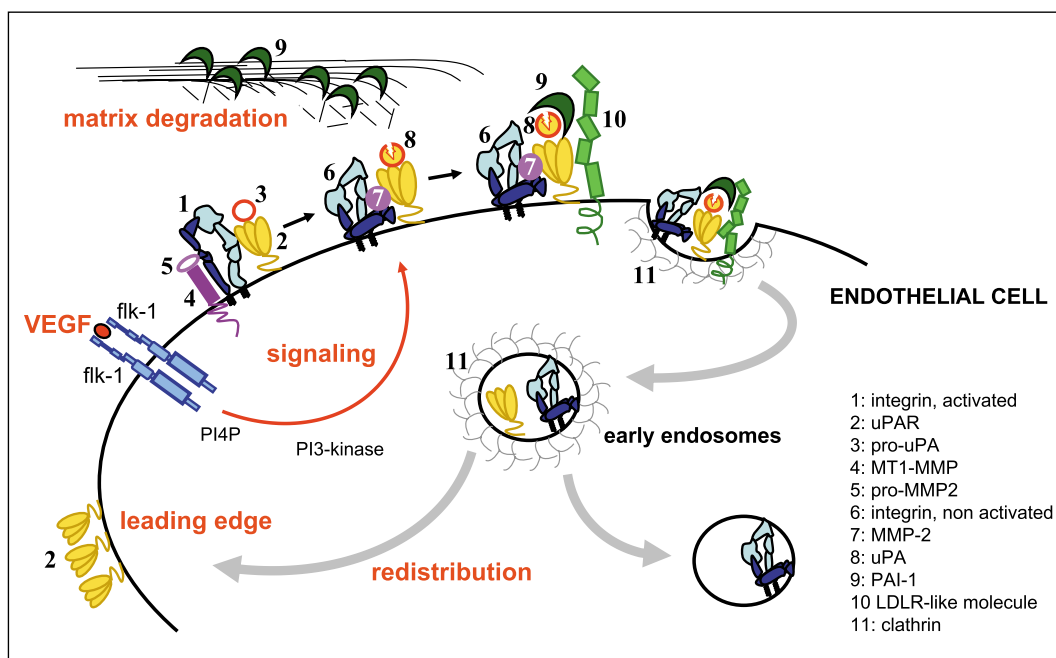 9
matrix degradation
9
10
8
6
8
6
7
7
3
1
2
5
4
11
ENDOTHELIAL CELL
flk-1
VEGF
flk-1
signaling
11
PI4P
PI3-kinase
early endosomes
leading edge
2
redistribution
1: integrin, activated
2: uPAR
3: pro-uPA
4: MT1-MMP
5: pro-MMP2
6: integrin, non activated
7: MMP-2
8: uPA
9: PAI-1
10 LDLR-like molecule
11: clathrin